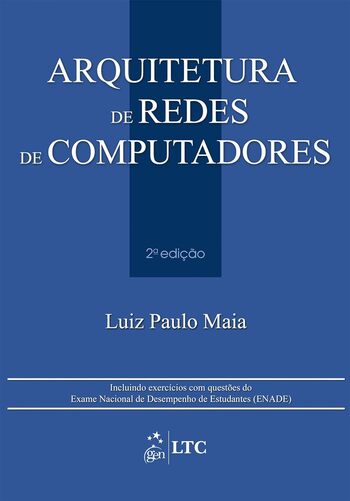 ARQUITETURA
DE REDES
DE COMPUTADORES
2ª edição
Luiz Paulo Maia
Incluindo exercícios com questões do
Exame Nacional de Desempenho de Estudantes (ENADE)
gen LTC